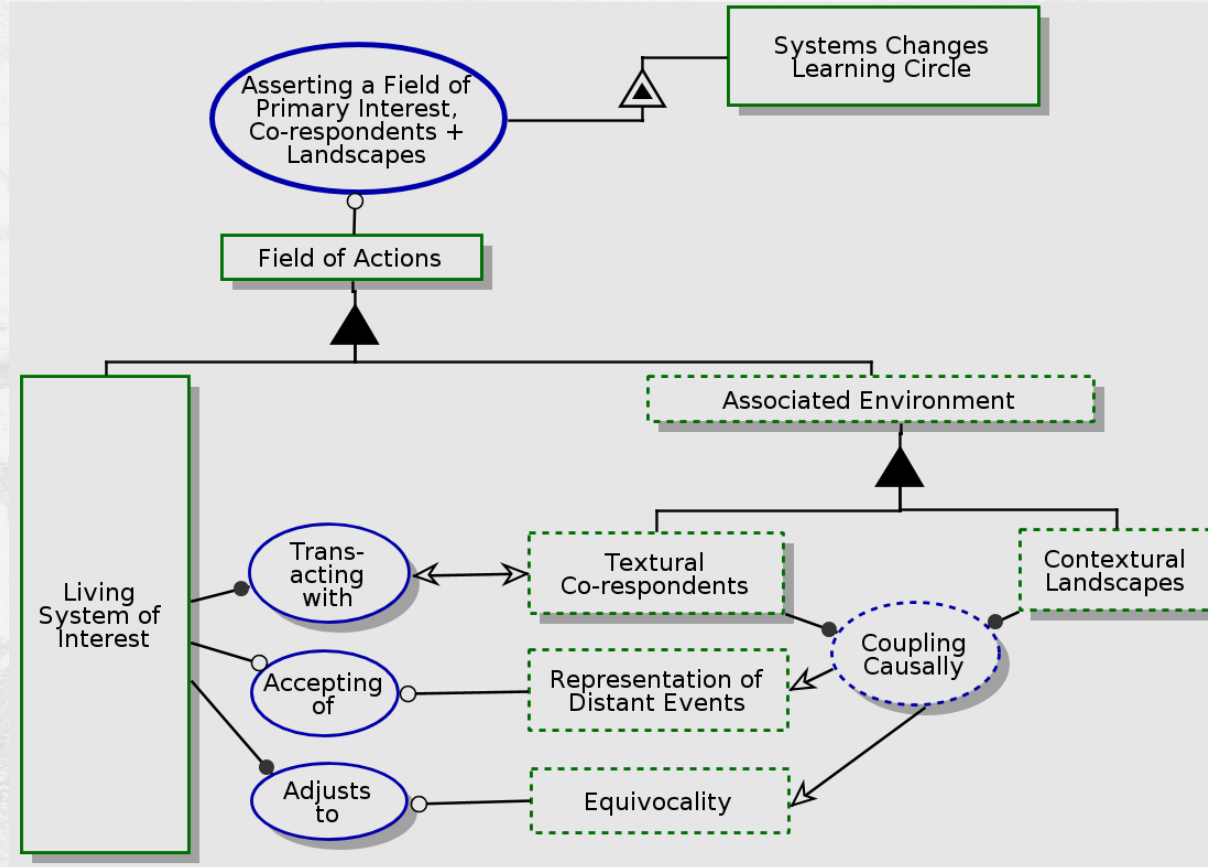 Systems Changes
Learning Circle
Asserting a Field of
Primary Interest,
Co-respondents +
Landscapes
Field of Actions
Associated Environment
Living
System of
Interest
Trans-
acting
with
Textural
Co-respondents
Contextural
Landscapes
Coupling
Causally
Accepting
of
Representation of
Distant Events
Adjusts
to
Equivocality